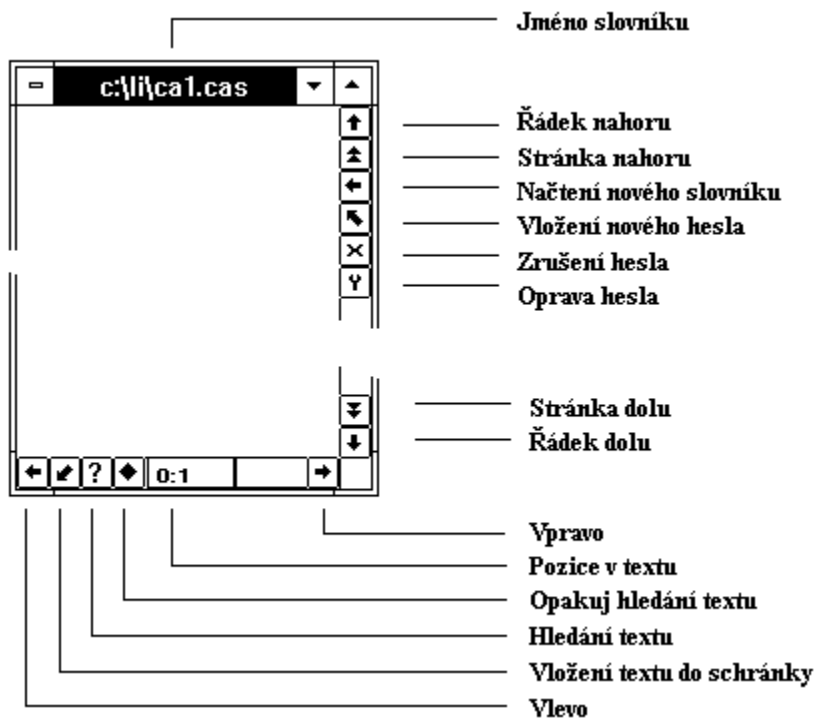 Jméno slovníku
c:\li\ca1.cas
Řádek nahoru
Stránka nahoru
Načtení nového slovníku
Vložení nového hesla
Zrušení hesla
Oprava hesla
Stránka dolu
Řádek dolu
? 0:1
Vpravo
Pozice v textu
Opakuj hledání textu
Hledání textu
Vložení textu do schránky
Vlevo